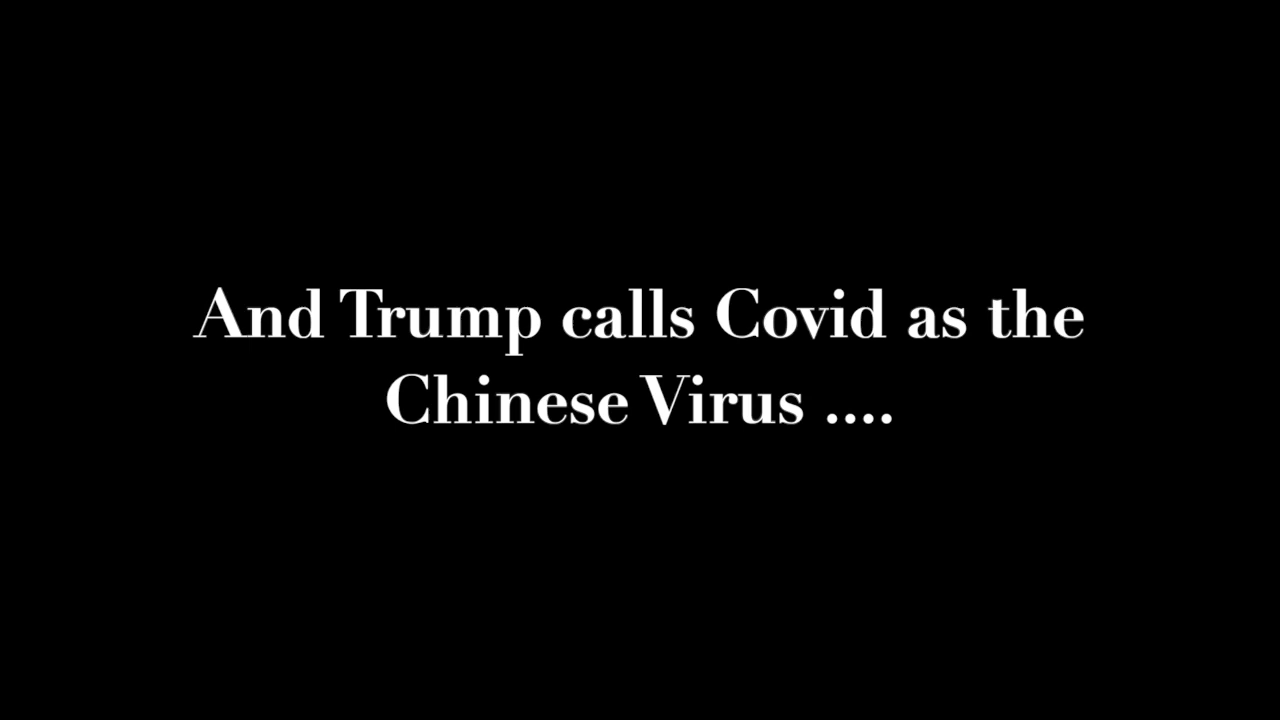 And Trump calls Covid as the
Chinese Virus ....